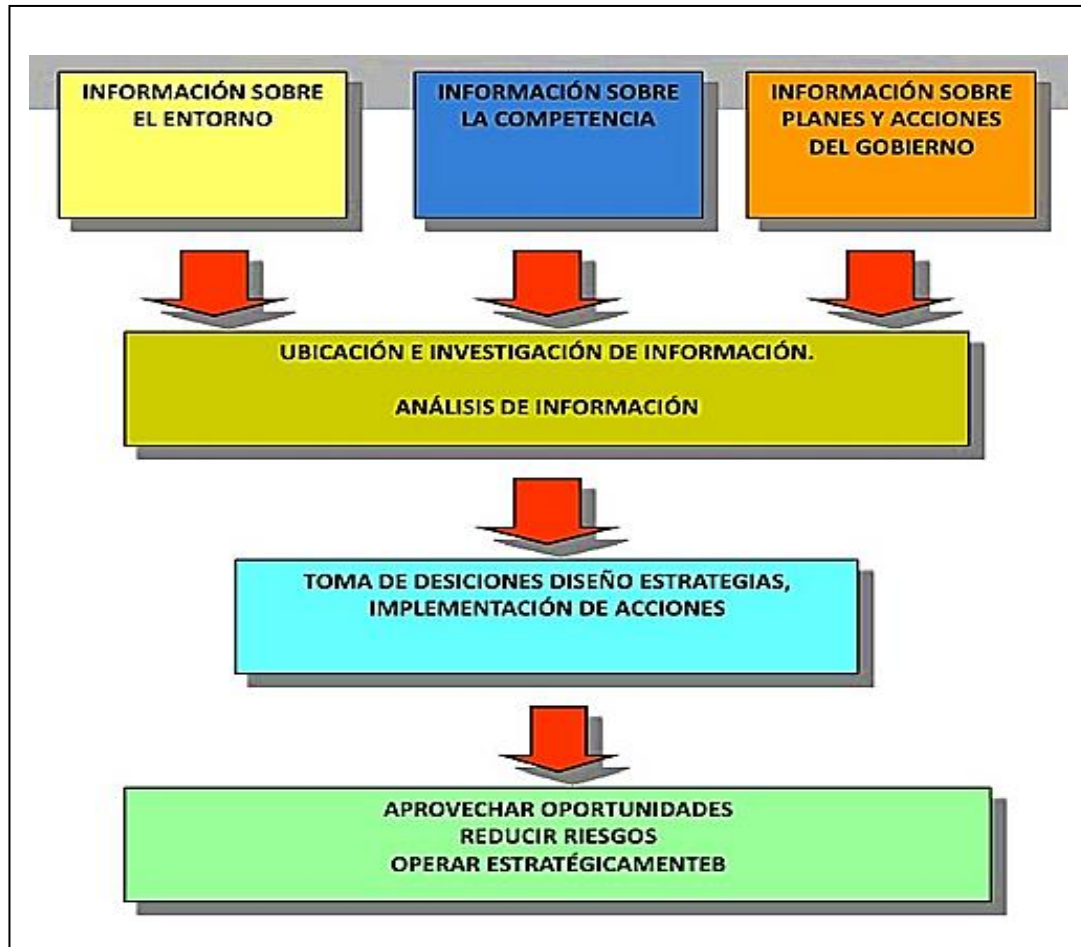 INFORMACIÓN SOBRE
EL ENTORNO
INFORMACIÓN SOBRE
LA COMPETENCIA
INFORMACIÓN SOBRE
PLANES Y ACCIONES
DEL GOBIERNO
UBICACIÓN E INVESTIGACIÓN DE INFORMACIÓN.
ANÁLISIS DE INFORMACIÓN
TOMA DE DESICIONES DISEÑO ESTRATEGIAS,
IMPLEMENTACIÓN DE ACCIONES
APROVECHAR OPORTUNIDADES
REDUCIR RIESGOS
OPERAR ESTRATÉGICAMENTEB